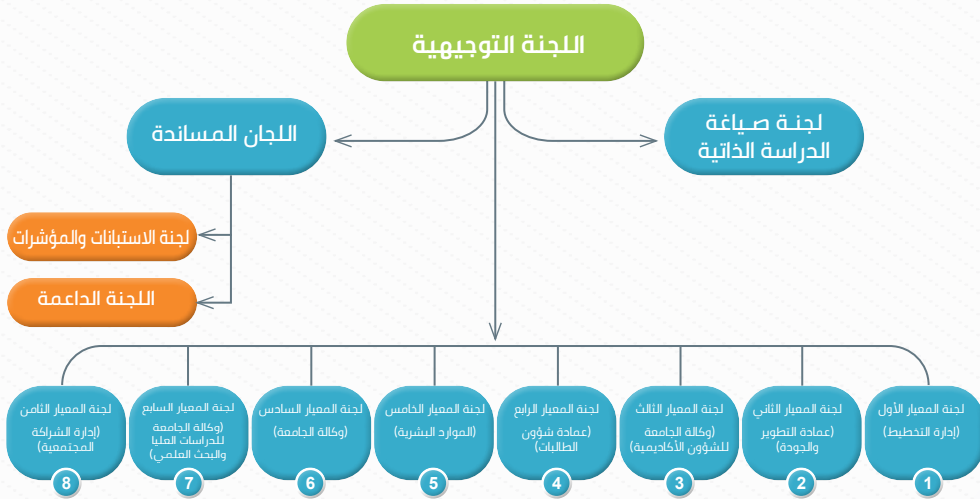 اللجنة التوجيهية
لجنة صياغة
الدراسة الذاتية
اللجان المساندة
لجنة الاستبانات والمؤشرات
اللجنة الداعمة
لجنة المعيار الأول
(إدارة التخطيط)
1
لجنة المعيار الثاني
(عمادة التطوير
والجودة)
2
لجنة المعيار الثالث
(وكالة الجامعة
للشؤون الأكاديمية)
3
لجنة المعيار الرابع
(عمادة شؤون
الطالبات)
4
لجنة المعيار الخامس
(الموارد البشرية)
5
لجنة المعيار السادس
(وكالة الجامعة)
6
لجنة المعيار السابع
(وكالة الجامعة
للدراسات العليا
والبحث العلمي)
7
لجنة المعيار الثامن
(إدارة الشراكة
المجتمعية)
8